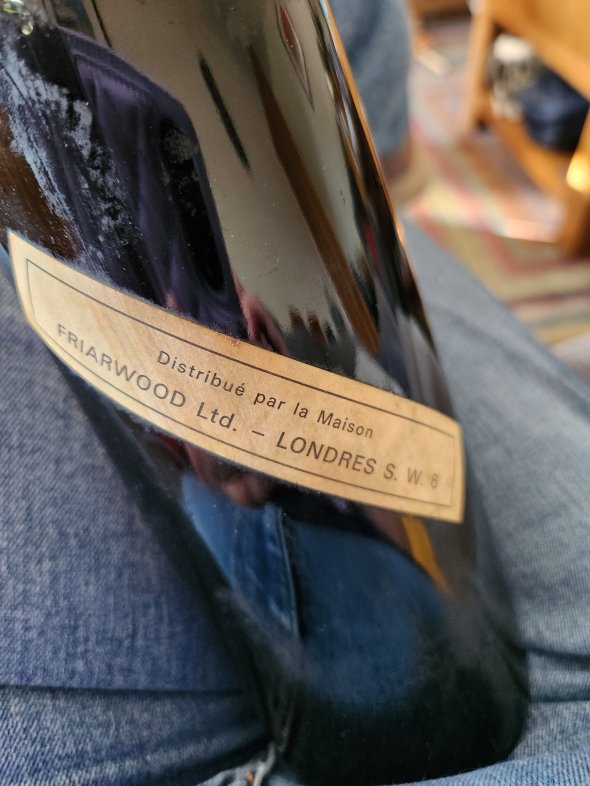 Distribué par la Maison
FRIARWOOD Ltd. – LONDRES S. W. 6